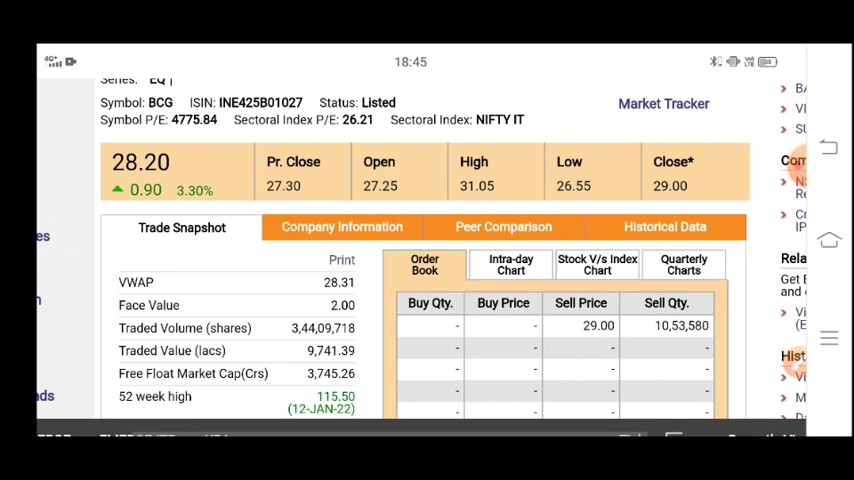 18:45
Series: EQ |
Symbol: BCG ISIN: INE425B01027 Status: Listed
Market Tracker
Symbol P/E: 4775.84 Sectoral Index P/E: 26.21 Sectoral Index: NIFTY IT
28.20 Pr. Close Open High Low Close*
0.90 3.30% 27.30 27.25 31.05 26.55 29.00
Trade Snapshot Company Information Peer Comparison Historical Data
Print
VWAP 28.31
Face Value 2.00
Traded Volume (shares) 3,44,09,718
Traded Value (lacs) 9,741.39
Free Float Market Cap(Crs) 3,745.26
52 week high 115.50
(12-JAN-22)
Order Book
Intra-day Chart
Stock V/s Index Chart
Quarterly Charts
Buy Qty. Buy Price Sell Price Sell Qty.
- - 29.00 10,53,580
- - - -
- - - -
- - - -
- - - -
Get
and